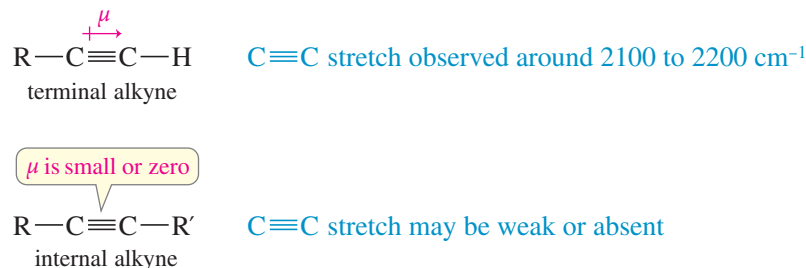 μ
R—C≡C—H C≡C stretch observed around 2100 to 2200 cm⁻¹
terminal alkyne
μ is small or zero
R—C≡C—R′ C≡C stretch may be weak or absent
internal alkyne